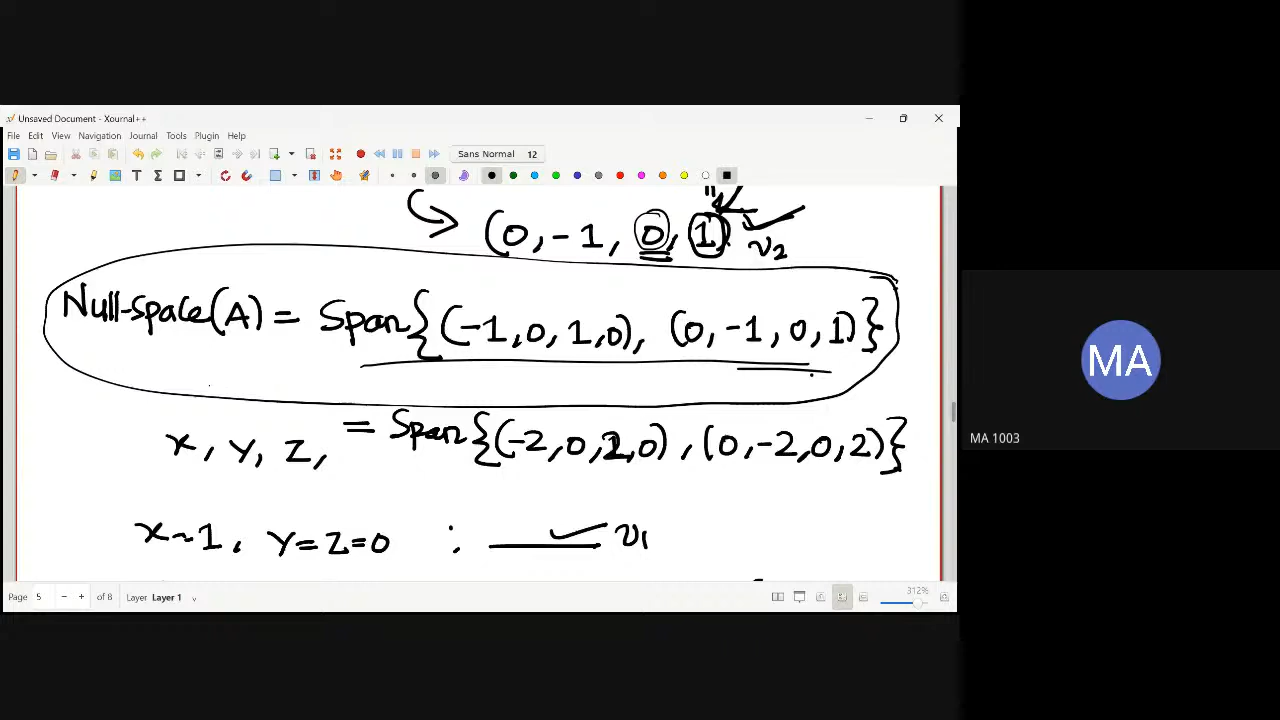 Unsaved Document - Xournal++
File Edit View Navigation Journal Tools Plugin Help
Sans Normal 12
(0, -1, 0, 1) v2
Null-space(A) = Span{(-1,0,1,0), (0,-1,0,1)}
= Span{(-2,0,2,0), (0,-2,0,2)}
x, y, z,
x~1, y=z=0 : v1
MA
MA 1003
Page 5 of 8 Layer Layer 1 312%